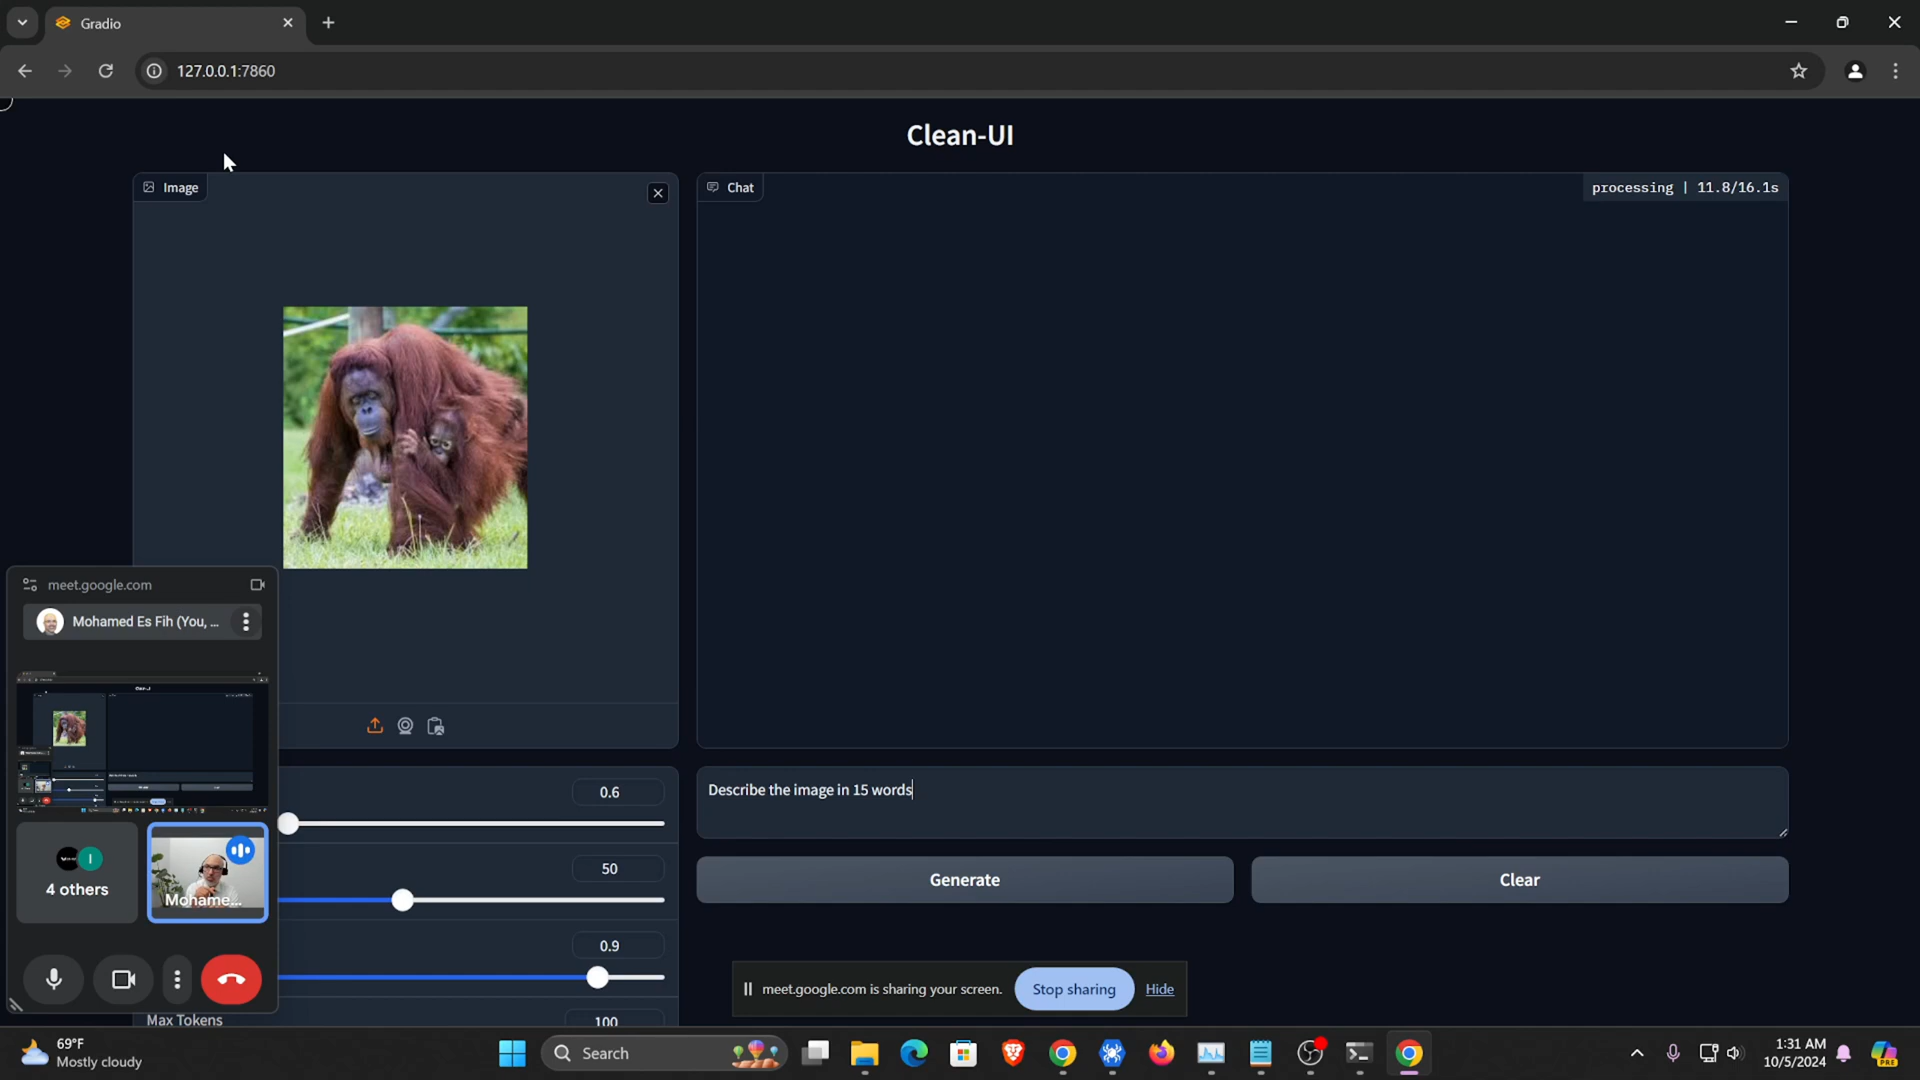 Gradio
127.0.0.1:7860
Clean-UI
Image
Chat
processing | 11.8/16.1s
meet.google.com
Mohamed Es Fih (You, ...
4 others
Mohame...
0.6
50
0.9
Max Tokens
100
Describe the image in 15 words
Generate
Clear
meet.google.com is sharing your screen.
Stop sharing
Hide
69°F
Mostly cloudy
Search
1:31 AM
10/5/2024
PRE